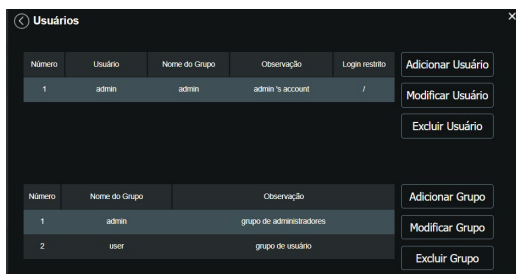 Usuários
×
Número Usuário Nome do Grupo Observação Login restrito
1 admin admin admin 's account /
Adicionar Usuário
Modificar Usuário
Excluir Usuário
Número Nome do Grupo Observação
1 admin grupo de administradores
2 user grupo de usuário
Adicionar Grupo
Modificar Grupo
Excluir Grupo